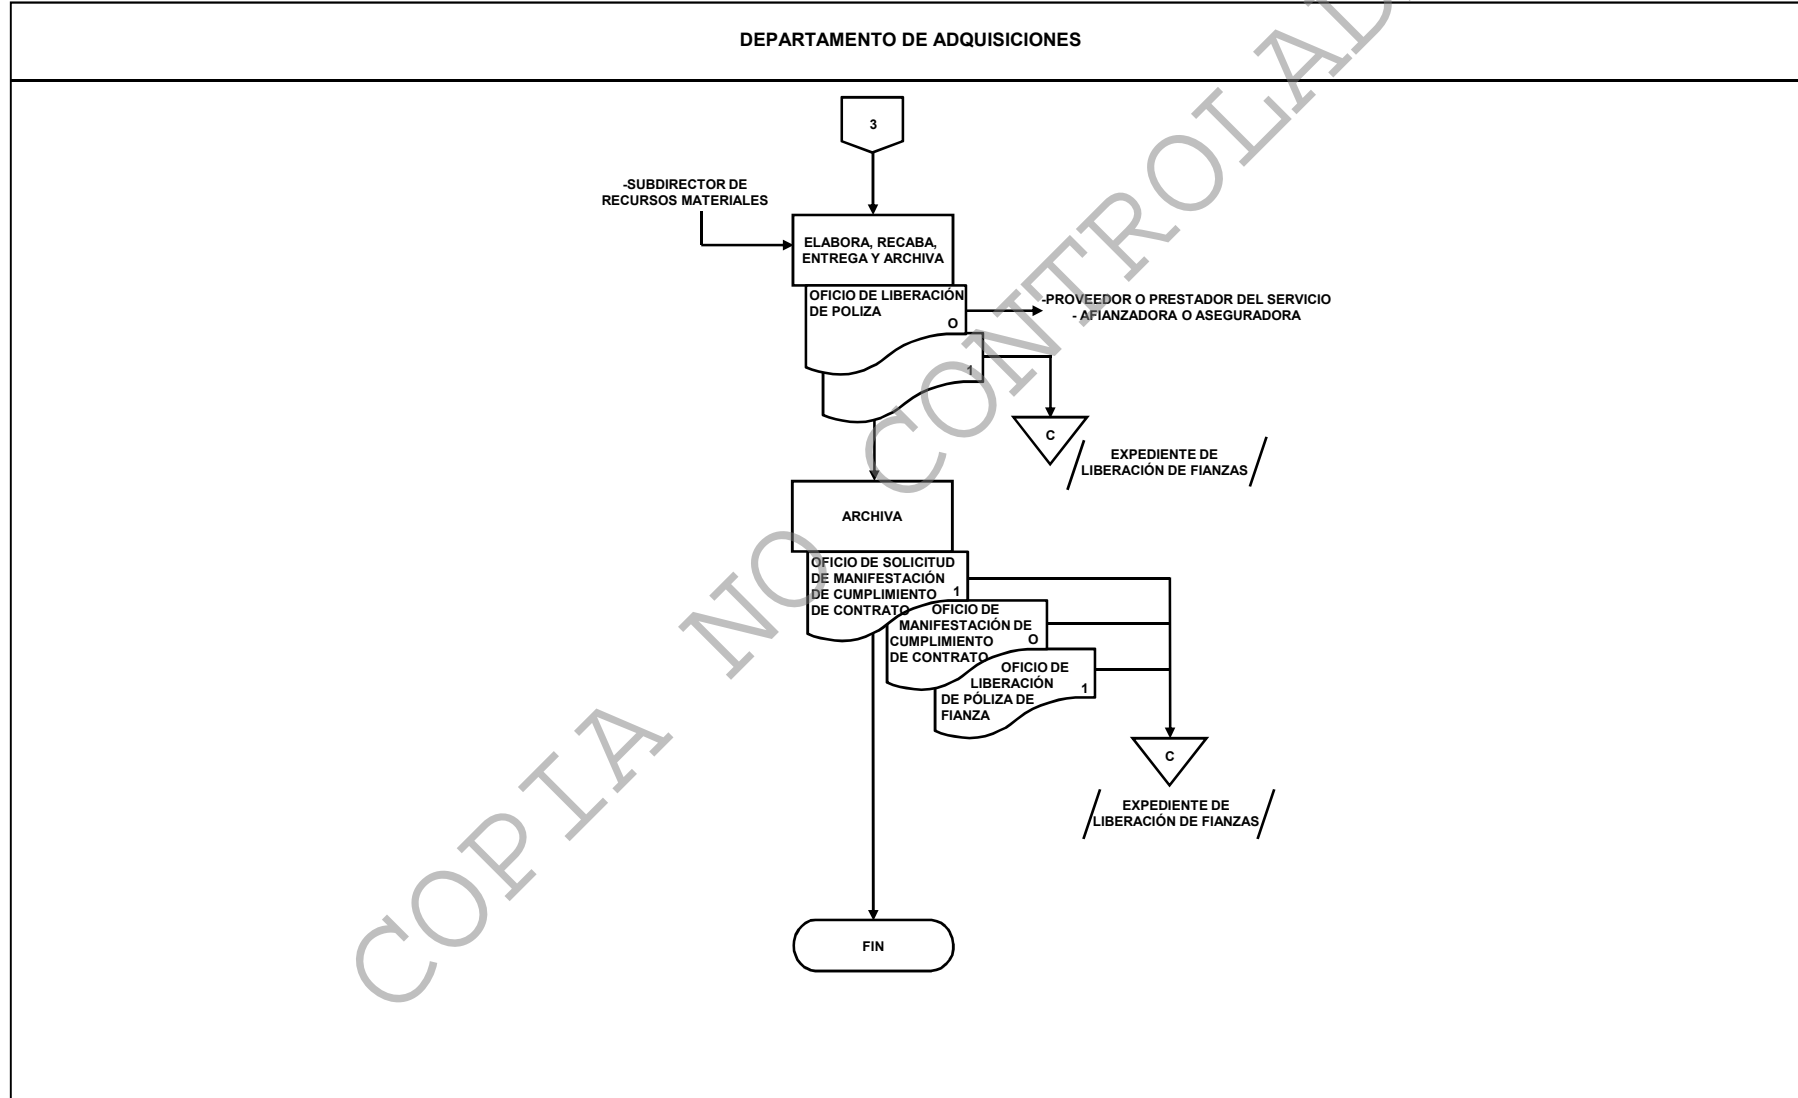 DEPARTAMENTO DE ADQUISICIONES
3
-SUBDIRECTOR DE
RECURSOS MATERIALES
ELABORA, RECABA,
ENTREGA Y ARCHIVA
OFICIO DE LIBERACIÓN
DE POLIZA
O
-PROVEEDOR O PRESTADOR DEL SERVICIO
- AFIANZADORA O ASEGURADORA
1
C
EXPEDIENTE DE
LIBERACIÓN DE FIANZAS
ARCHIVA
OFICIO DE SOLICITUD
DE MANIFESTACIÓN
DE CUMPLIMIENTO
DE CONTRATO
1
OFICIO DE
MANIFESTACIÓN DE
CUMPLIMIENTO
DE CONTRATO
O
OFICIO DE
LIBERACIÓN
DE PÓLIZA DE
FIANZA
1
C
EXPEDIENTE DE
LIBERACIÓN DE FIANZAS
FIN
COPIA NO CONTROLAD